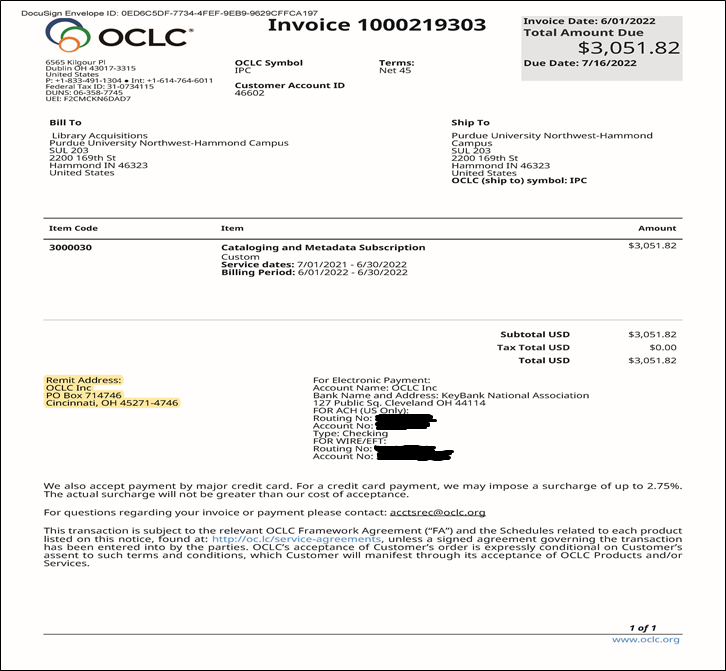 DocuSign Envelope ID: 0ED6C5DF-7734-4FEF-9EB9-9629CFFCA197
OCLC®
Invoice 1000219303
Invoice Date: 6/01/2022
Total Amount Due
$3,051.82
Due Date: 7/16/2022
6565 Kilgour Pl
Dublin OH 43017-3315
United States
P: +1-833-491-1304 ● Int: +1-614-764-6011
Federal Tax ID: 31-0734115
DUNS: 06-358-7745
UEI: F2CMCKN6DAD7
OCLC Symbol
IPC
Customer Account ID
46602
Terms:
Net 45
Bill To
Library Acquisitions
Purdue University Northwest-Hammond Campus
SUL 203
2200 169th St
Hammond IN 46323
United States
Ship To
Purdue University Northwest-Hammond
Campus
SUL 203
2200 169th St
Hammond IN 46323
United States
OCLC (ship to) symbol: IPC
Item Code Item Amount
3000030 Cataloging and Metadata Subscription $3,051.82
Custom
Service dates: 7/01/2021 - 6/30/2022
Billing Period: 6/01/2022 - 6/30/2022
Subtotal USD $3,051.82
Tax Total USD $0.00
Total USD $3,051.82
Remit Address:
OCLC Inc
PO Box 714746
Cincinnati, OH 45271-4746
For Electronic Payment:
Account Name: OCLC Inc
Bank Name and Address: KeyBank National Association
127 Public Sq. Cleveland OH 44114
FOR ACH (US Only):
Routing No:
Account No:
Type: Checking
FOR WIRE/EFT:
Routing No:
Account No:
We also accept payment by major credit card. For a credit card payment, we may impose a surcharge of up to 2.75%.
The actual surcharge will not be greater than our cost of acceptance.
For questions regarding your invoice or payment please contact: acctsrec@oclc.org
This transaction is subject to the relevant OCLC Framework Agreement (“FA”) and the Schedules related to each product
listed on this notice, found at: http://oc.lc/service-agreements, unless a signed agreement governing the transaction
has been entered into by the parties. OCLC’s acceptance of Customer’s order is expressly conditional on Customer’s
assent to such terms and conditions, which Customer will manifest through its acceptance of OCLC Products and/or
Services.
1 of 1
www.oclc.org